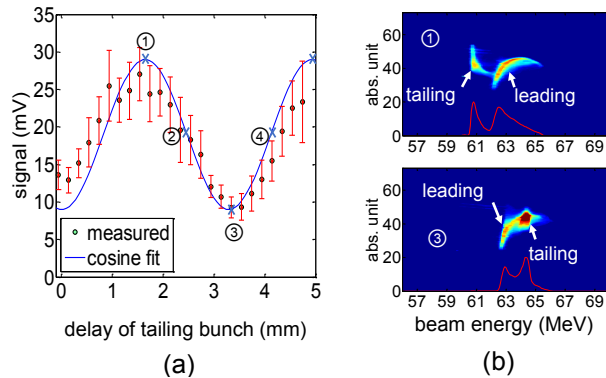 (a)
35
30
25
20
15
10
5
0
signal (mV)
①
②
③
④
measured
cosine fit
0 1 2 3 4 5
delay of tailing bunch (mm)
(a)
(b)
abs. unit
60
40
20
0
①
tailing
leading
57 59 61 63 65 67 69
abs. unit
60
40
20
0
③
leading
tailing
57 59 61 63 65 67 69
beam energy (MeV)
(b)